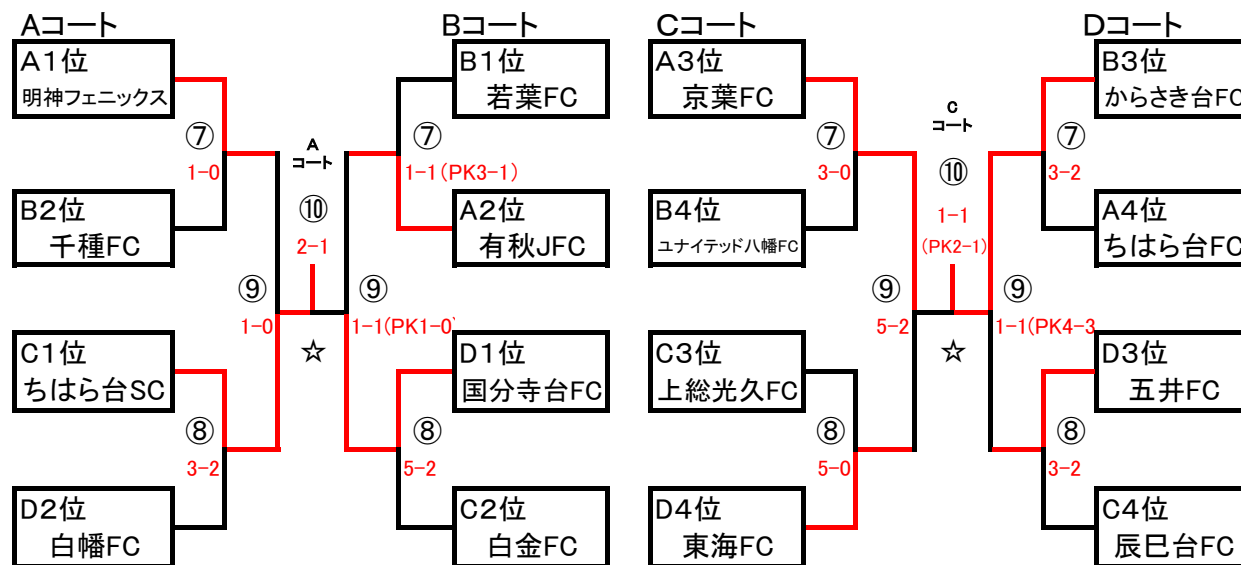 Aコート
Bコート
Cコート
Dコート
A1位
明神フェニックス
B1位
若葉FC
A3位
京葉FC
B3位
からさき台FC
⑦
1-0
A
コート
⑩
2-1
⑦
1-1(PK3-1)
⑦
3-0
C
コート
⑩
1-1
(PK2-1)
⑦
3-2
B2位
千種FC
A2位
有秋JFC
B4位
ユナイテッド八幡FC
A4位
ちはら台FC
⑨
1-0
⑨
1-1(PK1-0)
☆
⑨
5-2
⑨
1-1(PK4-3
☆
C1位
ちはら台SC
D1位
国分寺台FC
C3位
上総光久FC
D3位
五井FC
⑧
3-2
⑧
5-2
⑧
5-0
⑧
3-2
D2位
白幡FC
C2位
白金FC
D4位
東海FC
C4位
辰巳台FC